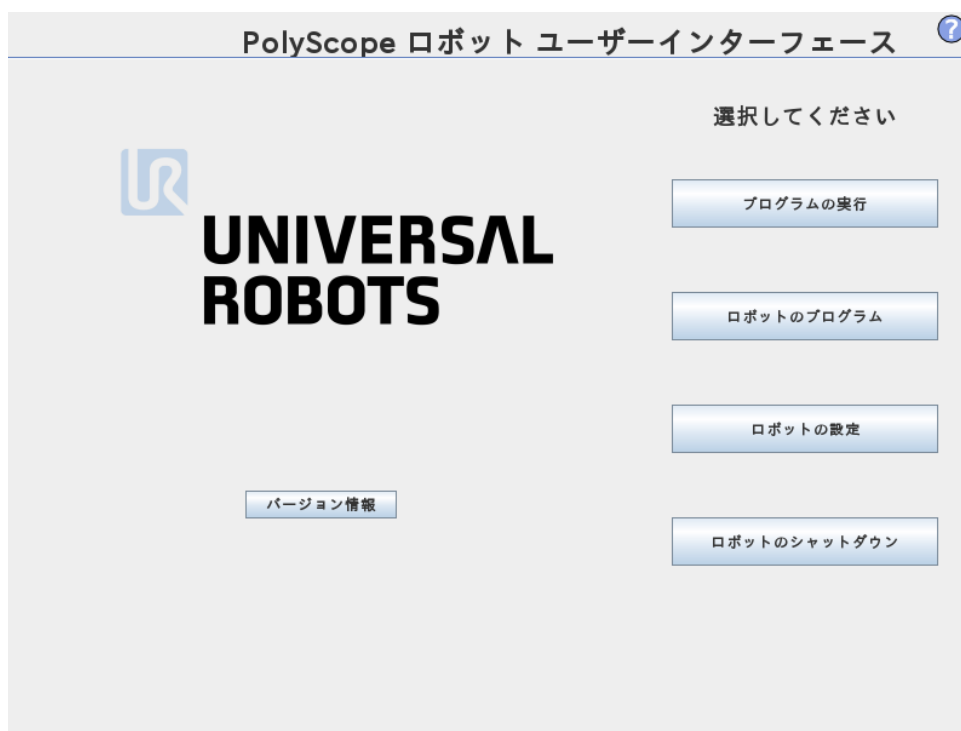 PolyScope ロボット ユーザーインターフェース
?
選択してください
UR
UNIVERSAL
ROBOTS
プログラムの実行
ロボットのプログラム
ロボットの設定
バージョン情報
ロボットのシャットダウン